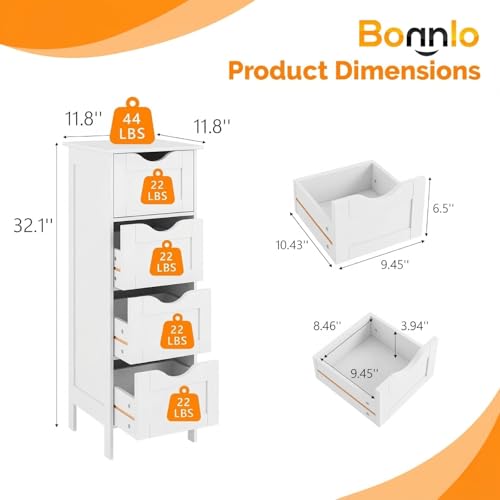 Bonnlo
Product Dimensions
11.8''
44
LBS
11.8''
32.1''
22
LBS
22
LBS
22
LBS
22
LBS
6.5''
10.43''
9.45''
8.46''
3.94''
9.45''